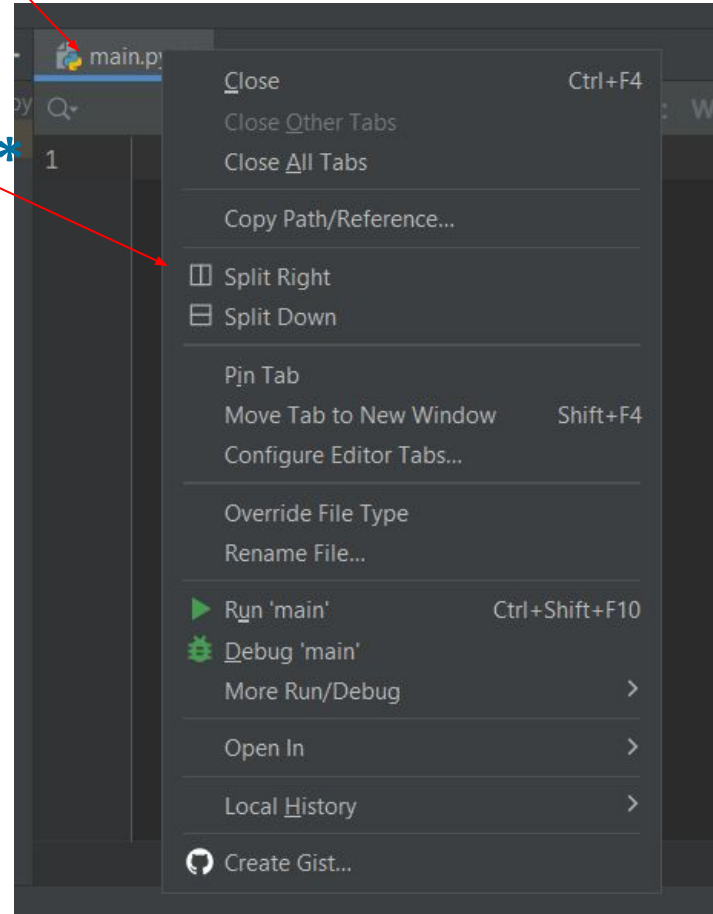 main.py
Close Ctrl+F4
py
Close Other Tabs
: W
*
1
Close All Tabs
Copy Path/Reference...
Split Right
Split Down
Pin Tab
Move Tab to New Window Shift+F4
Configure Editor Tabs...
Override File Type
Rename File...
Run 'main' Ctrl+Shift+F10
Debug 'main'
More Run/Debug >
Open In >
Local History >
Create Gist...